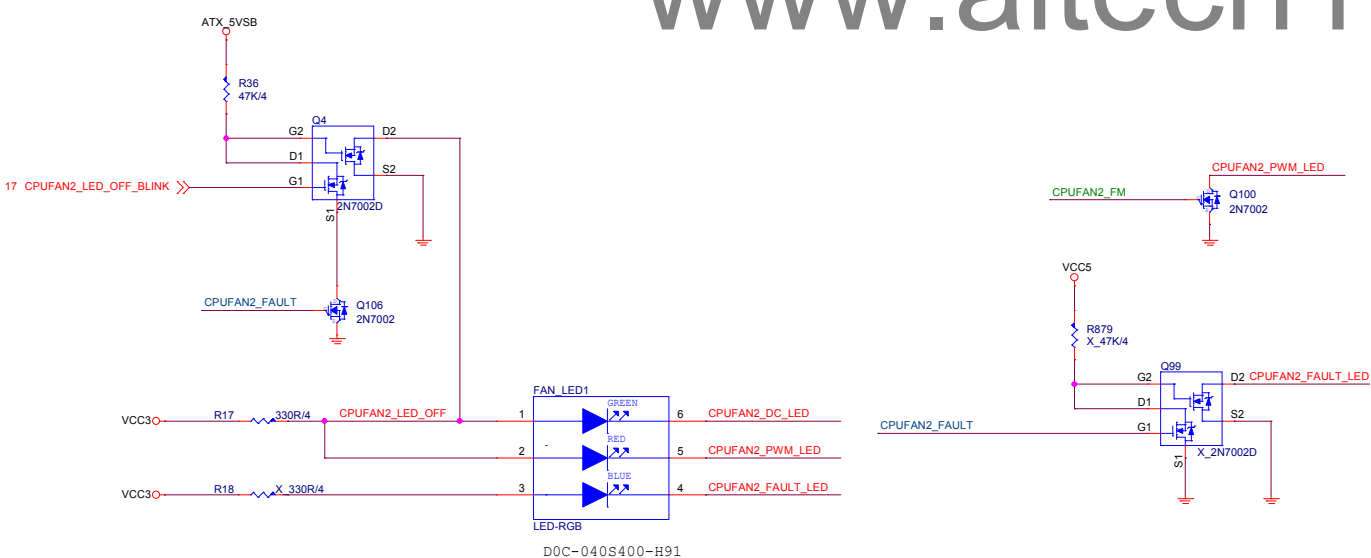 www.aitech
ATX_5VSB
R36
47K/4
Q4
G2
D2
D1
S2
17 CPUFAN2_LED_OFF_BLINK
G1
2N7002D
S1
CPUFAN2_FAULT
Q106
2N7002
CPUFAN2_PWM_LED
CPUFAN2_FM
Q100
2N7002
VCC5
R879
X_47K/4
Q99
G2
D2 CPUFAN2_FAULT_LED
D1
S2
CPUFAN2_FAULT
G1
X_2N7002D
S1
FAN_LED1
VCC3 R17 330R/4 CPUFAN2_LED_OFF 1 GREEN 6 CPUFAN2_DC_LED
2 RED 5 CPUFAN2_PWM_LED
VCC3 R18 X_330R/4 3 BLUE 4 CPUFAN2_FAULT_LED
LED-RGB
D0C-040S400-H91